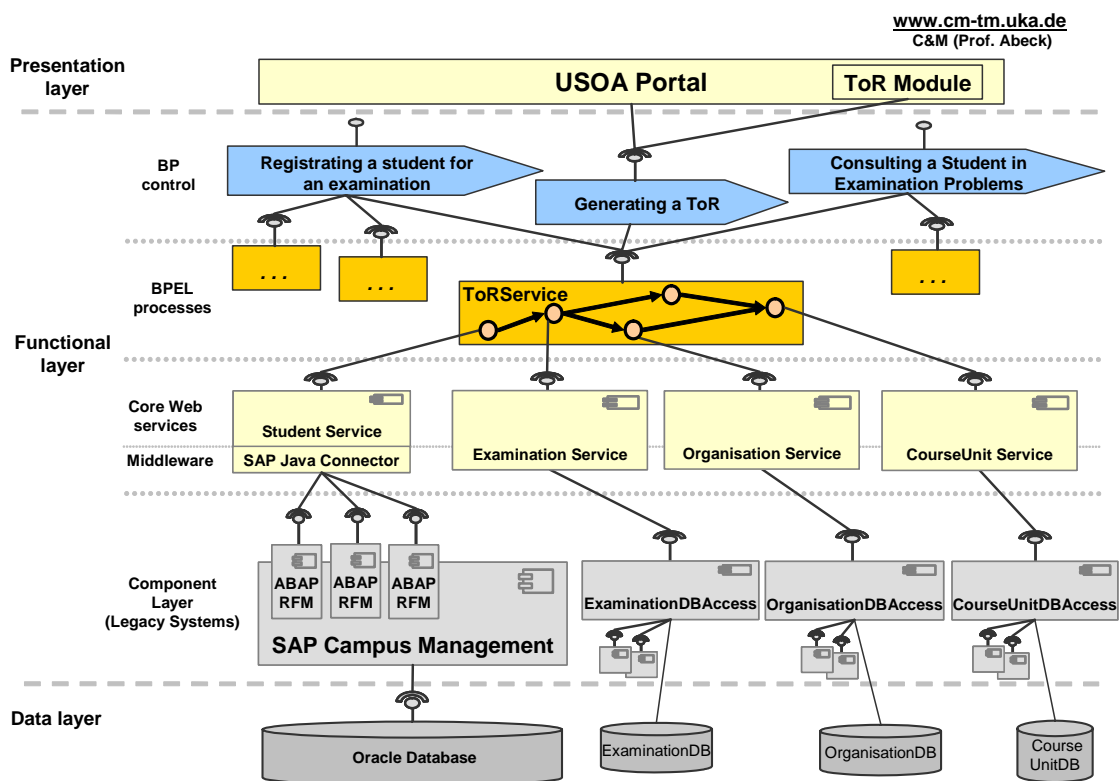 www.cm-tm.uka.de
C&M (Prof. Abeck)
Presentation
layer
USOA Portal
ToR Module
BP
control
Registrating a student for
an examination
Generating a ToR
Consulting a Student in
Examination Problems
. . .
. . .
. . .
BPEL
processes
ToRService
Functional
layer
Core Web
services
Student Service
Examination Service
Organisation Service
CourseUnit Service
Middleware
SAP Java Connector
Component
Layer
(Legacy Systems)
ABAP
RFM
ABAP
RFM
ABAP
RFM
SAP Campus Management
ExaminationDBAccess
OrganisationDBAccess
CourseUnitDBAccess
Data layer
Oracle Database
ExaminationDB
OrganisationDB
Course
UnitDB